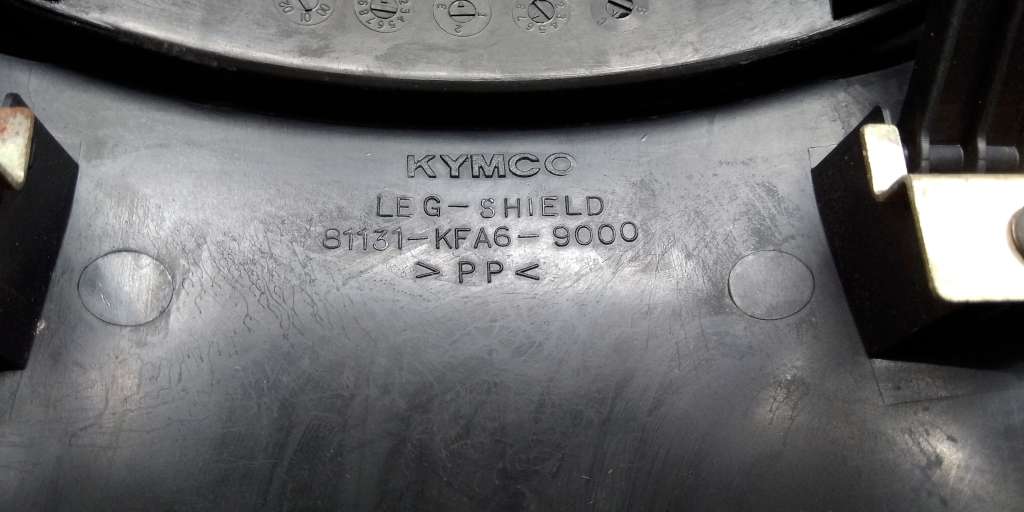 KYMCO
LEG-SHIELD
81131-KFA6-9000
>PP<